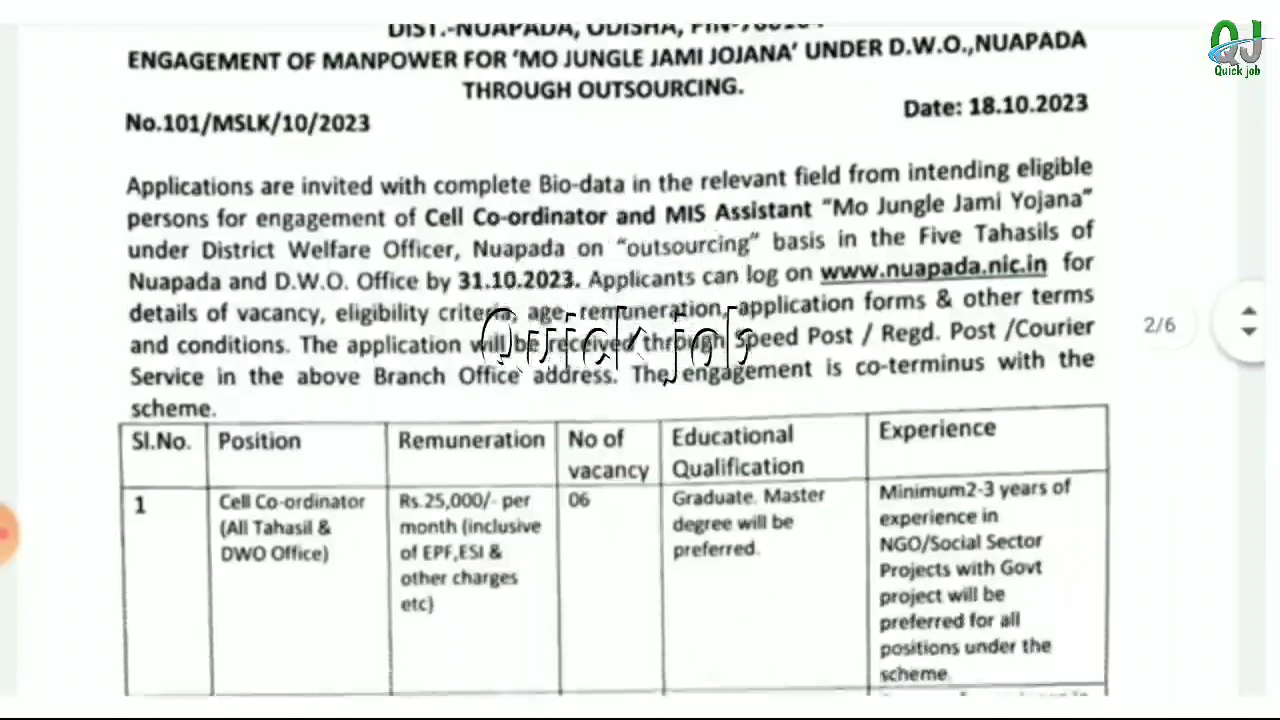 DIST.-NUAPADA, ODISHA,
ENGAGEMENT OF MANPOWER FOR 'MO JUNGLE JAMI JOJANA' UNDER D.W.O.,NUAPADA
THROUGH OUTSOURCING.
No.101/MSLK/10/2023
Date: 18.10.2023
QJ
Quick job
Applications are invited with complete Bio-data in the relevant field from intending eligible
persons for engagement of Cell Co-ordinator and MIS Assistant "Mo Jungle Jami Yojana"
under District Welfare Officer, Nuapada on "outsourcing" basis in the Five Tahasils of
Nuapada and D.W.O. Office by 31.10.2023. Applicants can log on www.nuapada.nic.in for
details of vacancy, eligibility criteria, age, remuneration, application forms & other terms
and conditions. The application will be received through Speed Post / Regd. Post /Courier
Service in the above Branch Office address. The engagement is co-terminus with the
scheme.
Quick job
2/6
Sl.No. Position Remuneration No of vacancy Educational Qualification Experience
1 Cell Co-ordinator (All Tahasil & DWO Office) Rs.25,000/- per month (inclusive of EPF,ESI & other charges etc) 06 Graduate. Master degree will be preferred. Minimum2-3 years of experience in NGO/Social Sector Projects with Govt project will be preferred for all positions under the scheme.